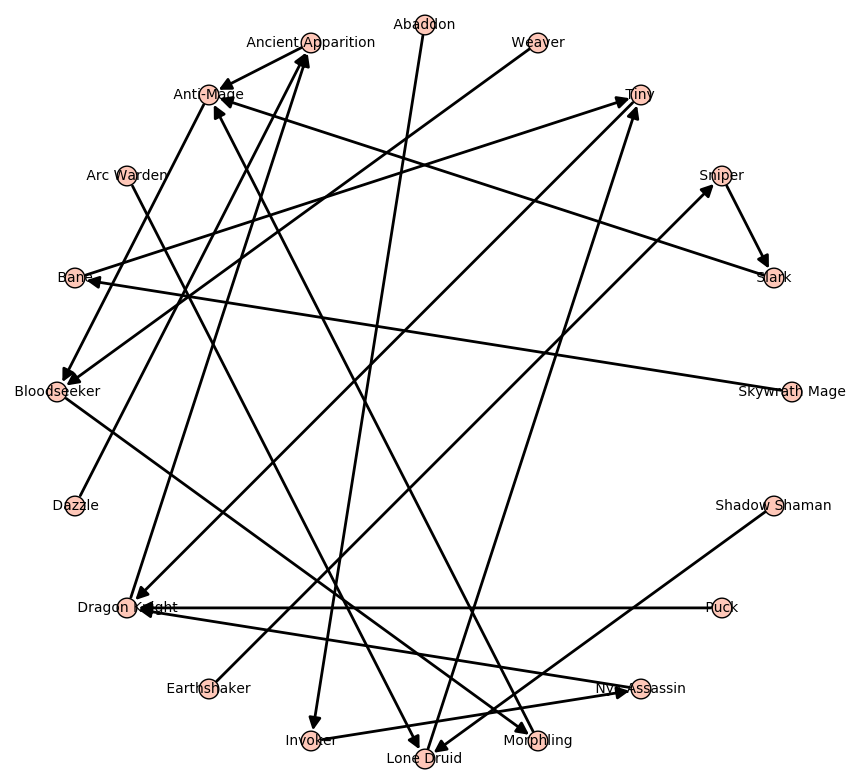 Abaddon
Ancient Apparition
Weaver
Anti-Mage
Tiny
Arc Warden
Sniper
Bane
Slark
Bloodseeker
Skywrath Mage
Dazzle
Shadow Shaman
Dragon Knight
Puck
Earthshaker
Nyx Assassin
Invoker
Morphling
Lone Druid